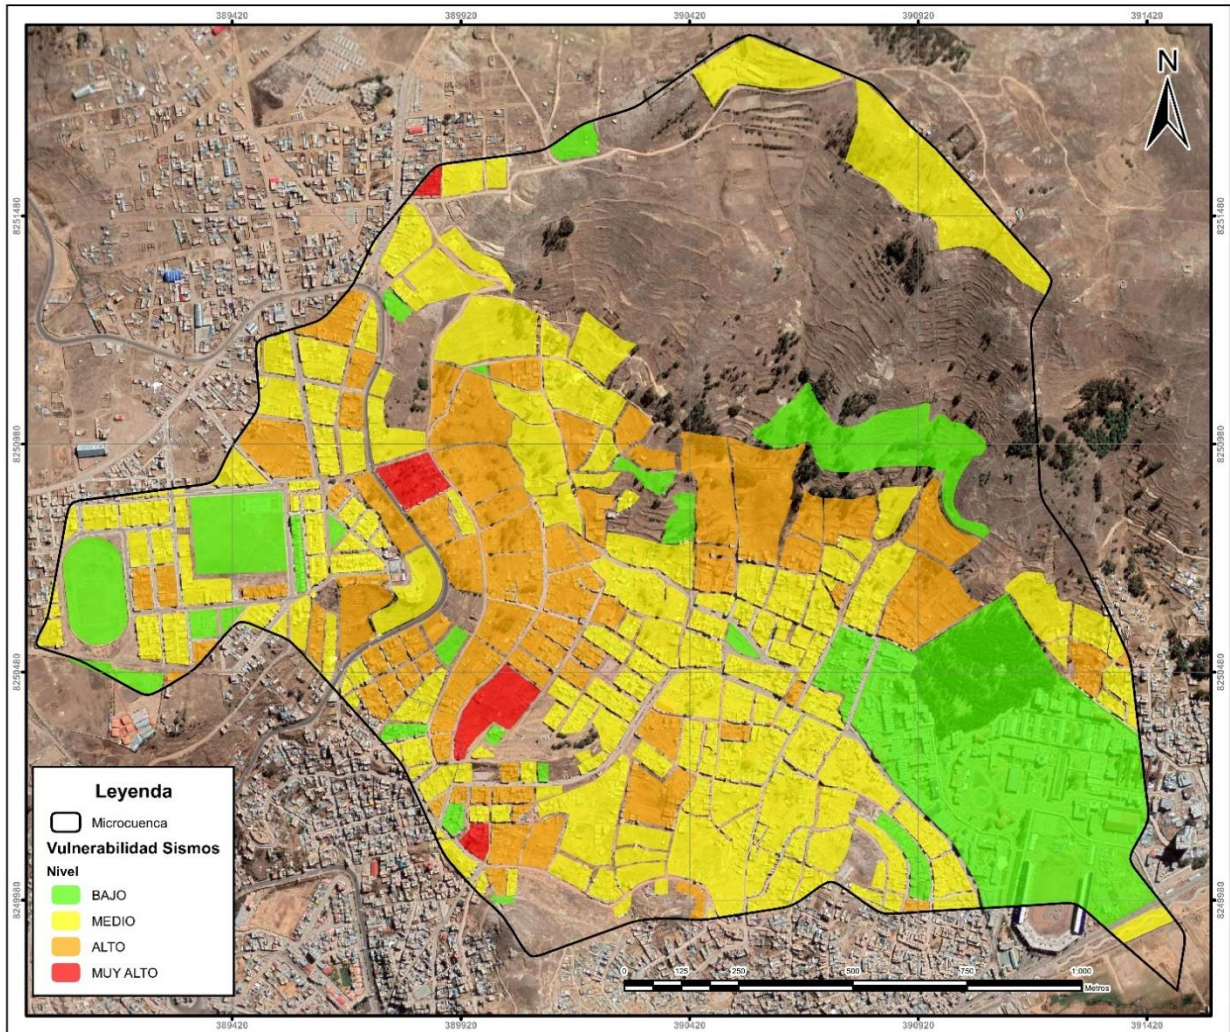 389420 389920 390420 390920 391420
N
8251480 8251480
8250980 8250980
8250480 8250480
8249980 8249980
Leyenda
Microcuenca
Vulnerabilidad Sismos
Nivel
BAJO
MEDIO
ALTO
MUY ALTO
0 125 250 500 750 1.000
Metros
389420 389920 390420 390920 391420